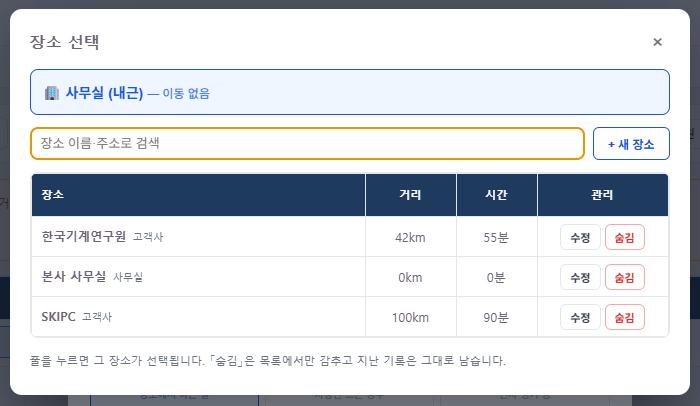 장소 선택
×
사무실 (내근) — 이동 없음
장소 이름·주소로 검색
+ 새 장소
장소 거리 시간 관리
한국기계연구원 고객사 42km 55분 수정 숨김
본사 사무실 사무실 0km 0분 수정 숨김
SKIPC 고객사 100km 90분 수정 숨김
줄을 누르면 그 장소가 선택됩니다. 「숨김」은 목록에서만 감추고 지난 기록은 그대로 남습니다.